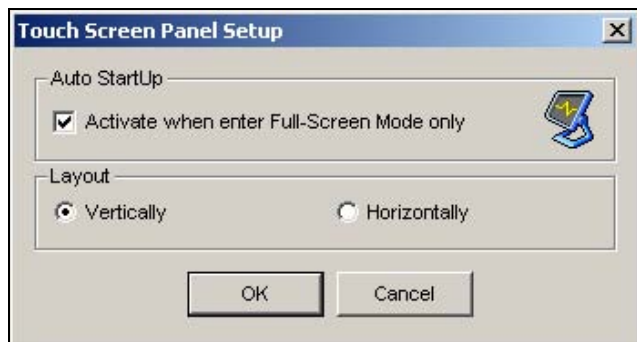 Touch Screen Panel Setup
Auto StartUp
Activate when enter Full-Screen Mode only
Layout
Vertically Horizontally
OK Cancel